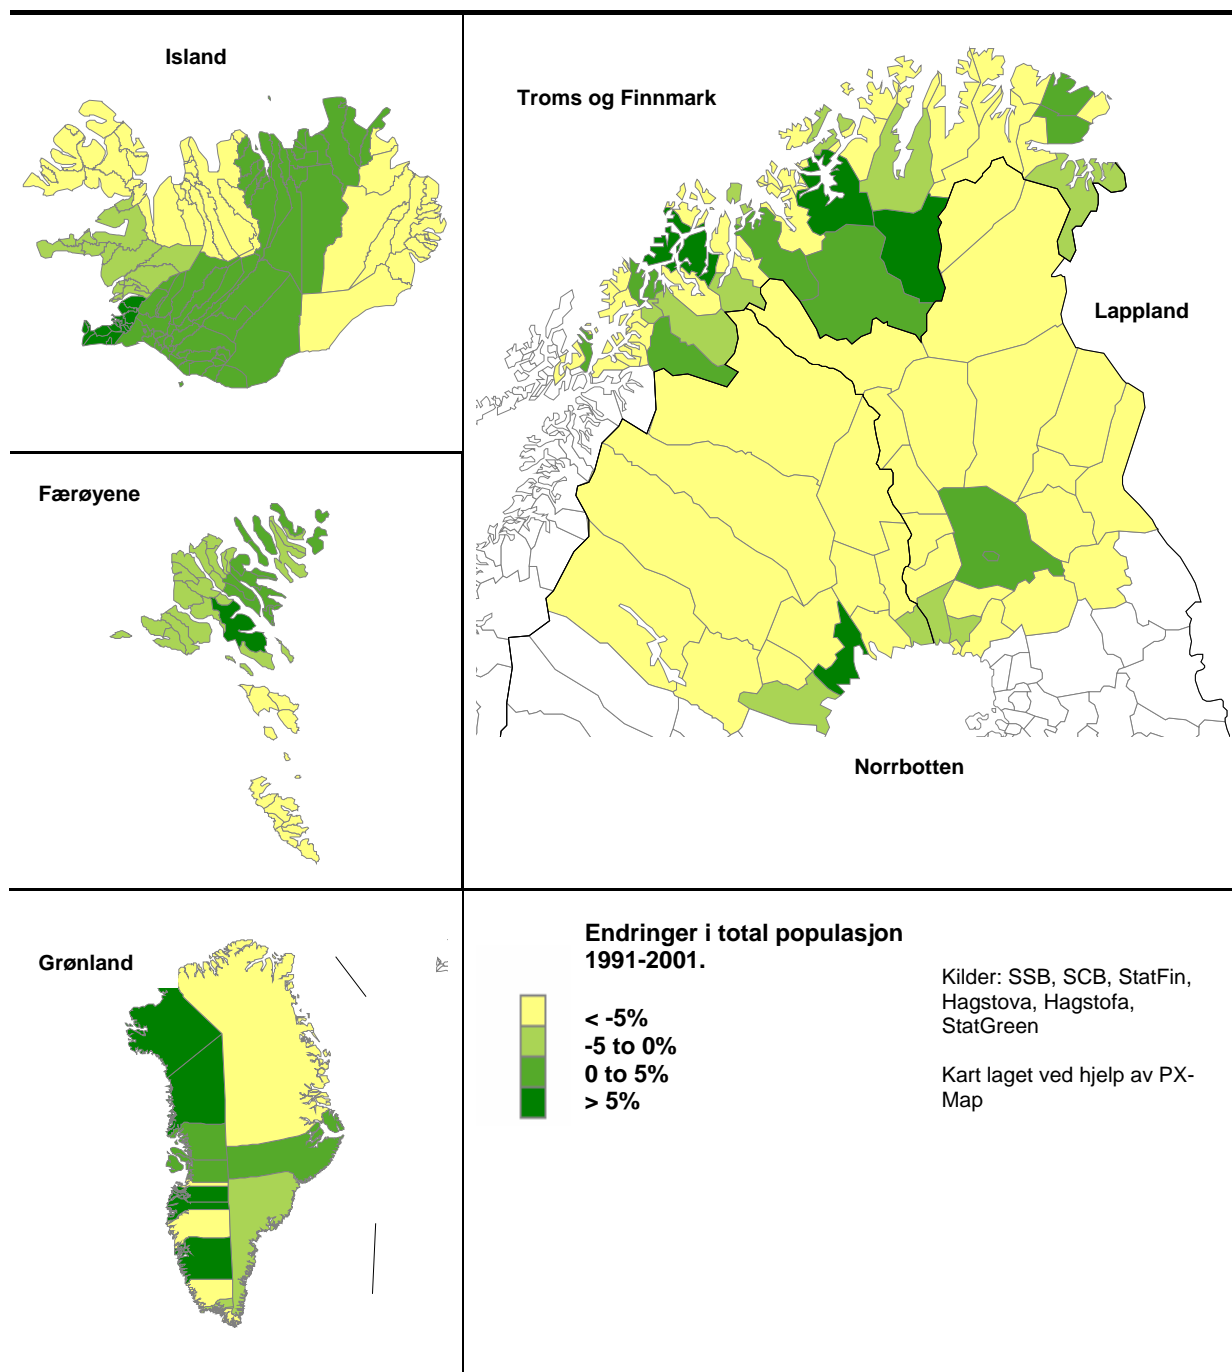 Island
Troms og Finnmark
Lappland
Færøyene
Norrbotten
Grønland
Endringer i total populasjon
1991-2001.
< -5%
-5 to 0%
0 to 5%
> 5%
Kilder: SSB, SCB, StatFin,
Hagstova, Hagstofa,
StatGreen
Kart laget ved hjelp av PX-
Map